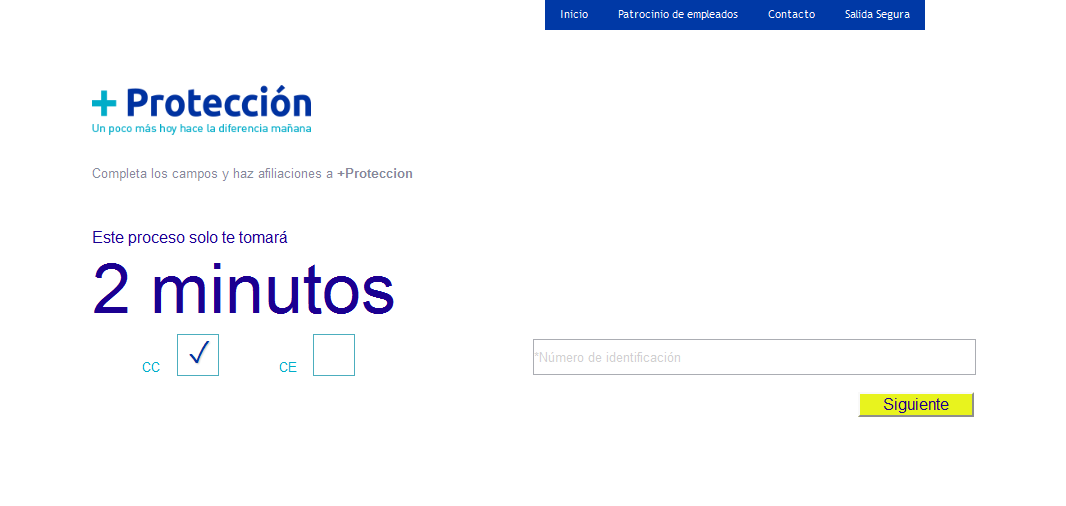 Inicio Patrocinio de empleados Contacto Salida Segura
+ Protección
Un poco más hoy hace la diferencia mañana
Completa los campos y haz afiliaciones a +Proteccion
Este proceso solo te tomará
2 minutos
CC ✓ CE
*Número de identificación
Siguiente